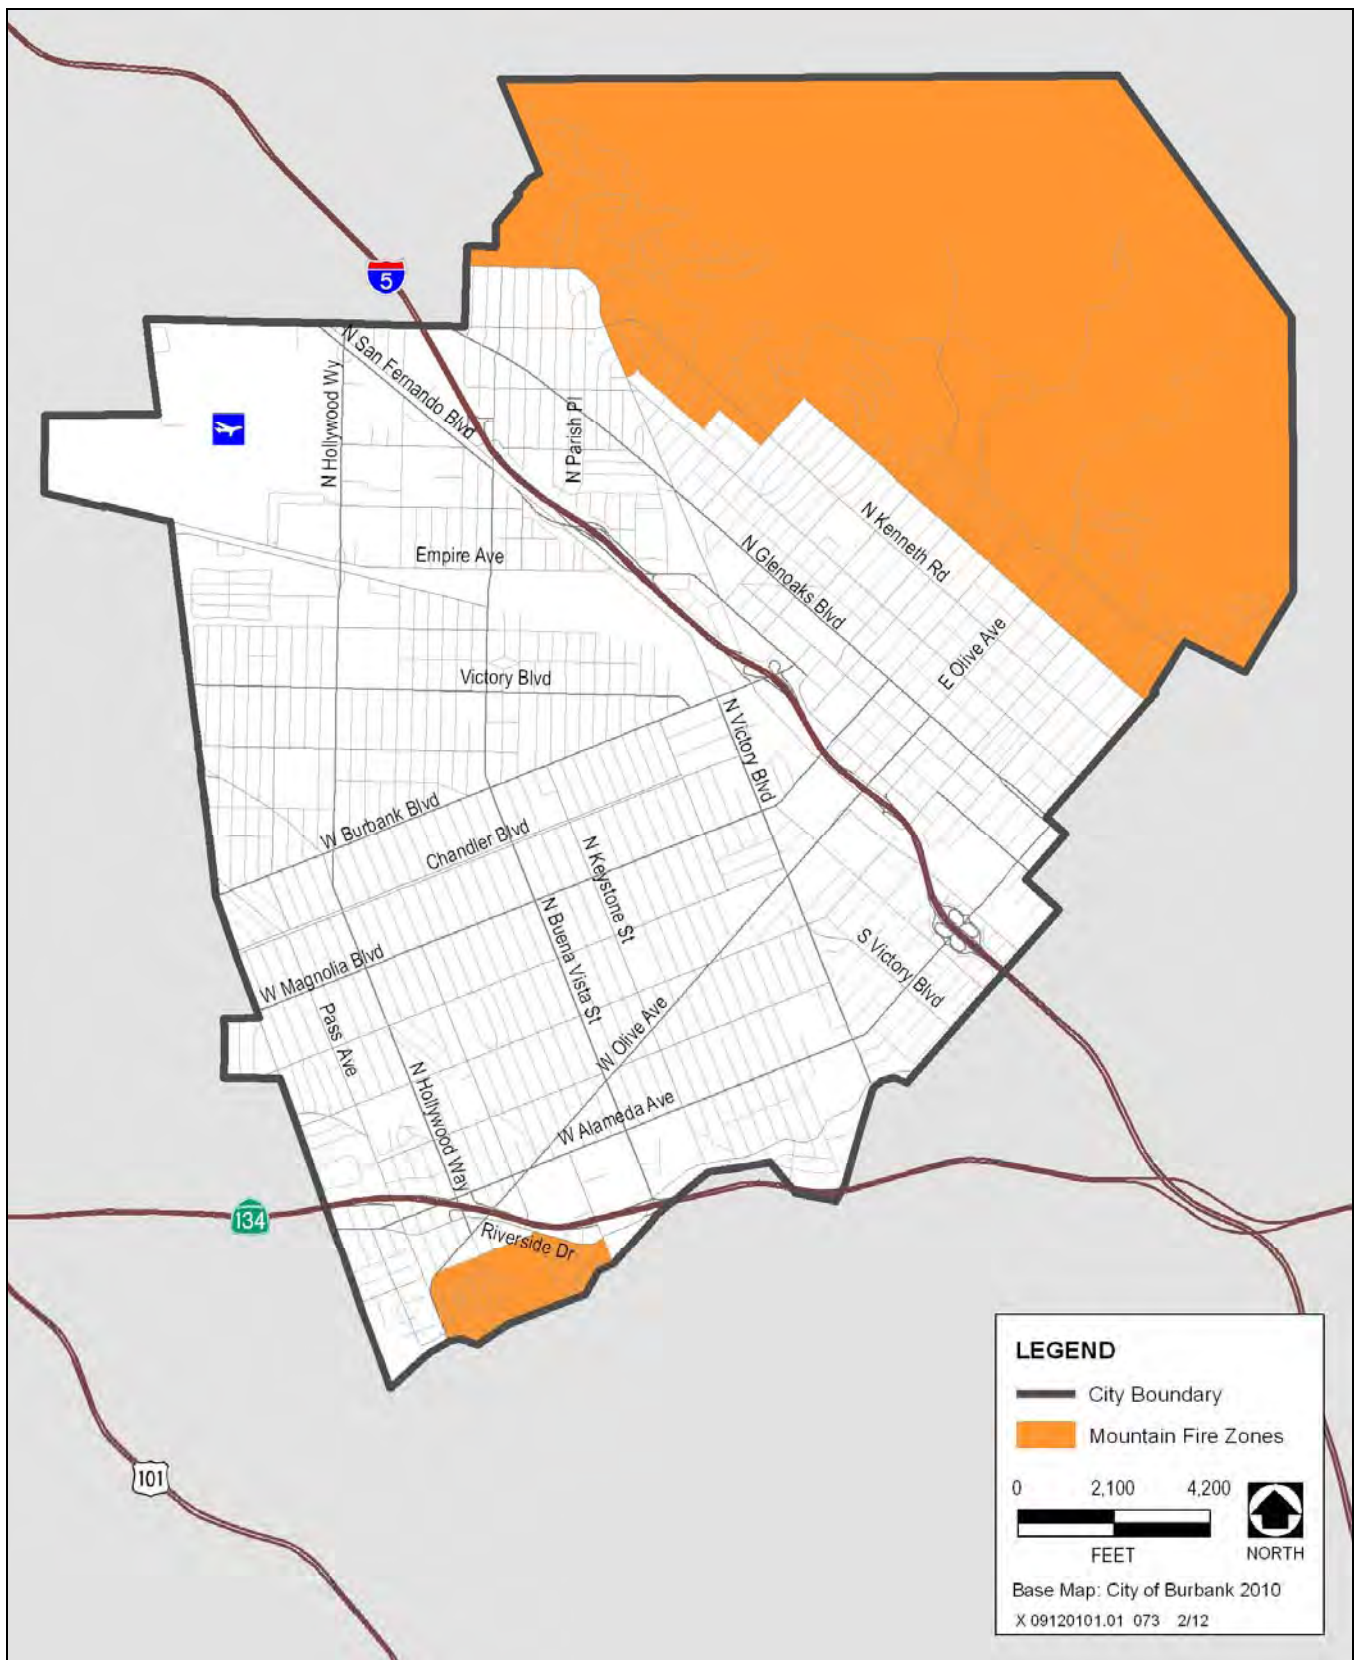 5
N San Fernando Blvd
N Hollywood Wy
N Parish Pl
N Kenneth Rd
Empire Ave
N Glenoaks Blvd
E Olive Ave
Victory Blvd
N Victory Blvd
W Burbank Blvd
Chandler Blvd
N Keystone St
N Buena Vista St
S Victory Blvd
W Magnolia Blvd
Pass Ave
W Olive Ave
N Hollywood Way
W Alameda Ave
134
Riverside Dr
101
LEGEND
City Boundary
Mountain Fire Zones
0 2,100 4,200
FEET
NORTH
Base Map: City of Burbank 2010
X 09120101.01 073 2/12